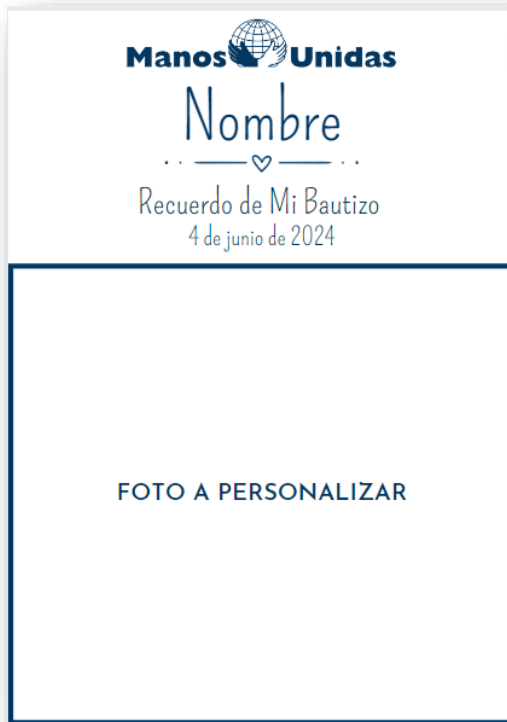 Manos Unidas
Nombre
Recuerdo de Mi Bautizo
4 de junio de 2024
FOTO A PERSONALIZAR